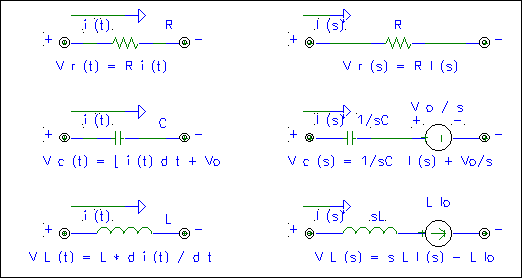 i (t). R I (s). R
+ - + -
V r (t) = R i (t) V r (s) = R I (s)
V o / s
i (t). C I (s) 1/sC + -
+ - + -
V c (t) = [ i (t) d t + Vo V c (s) = 1/sC I (s) + Vo/s
L Io
i (t). L I (s) sL
+ - + + -
V L (t) = L * d i (t) / d t V L (s) = s L I (s) - L Io